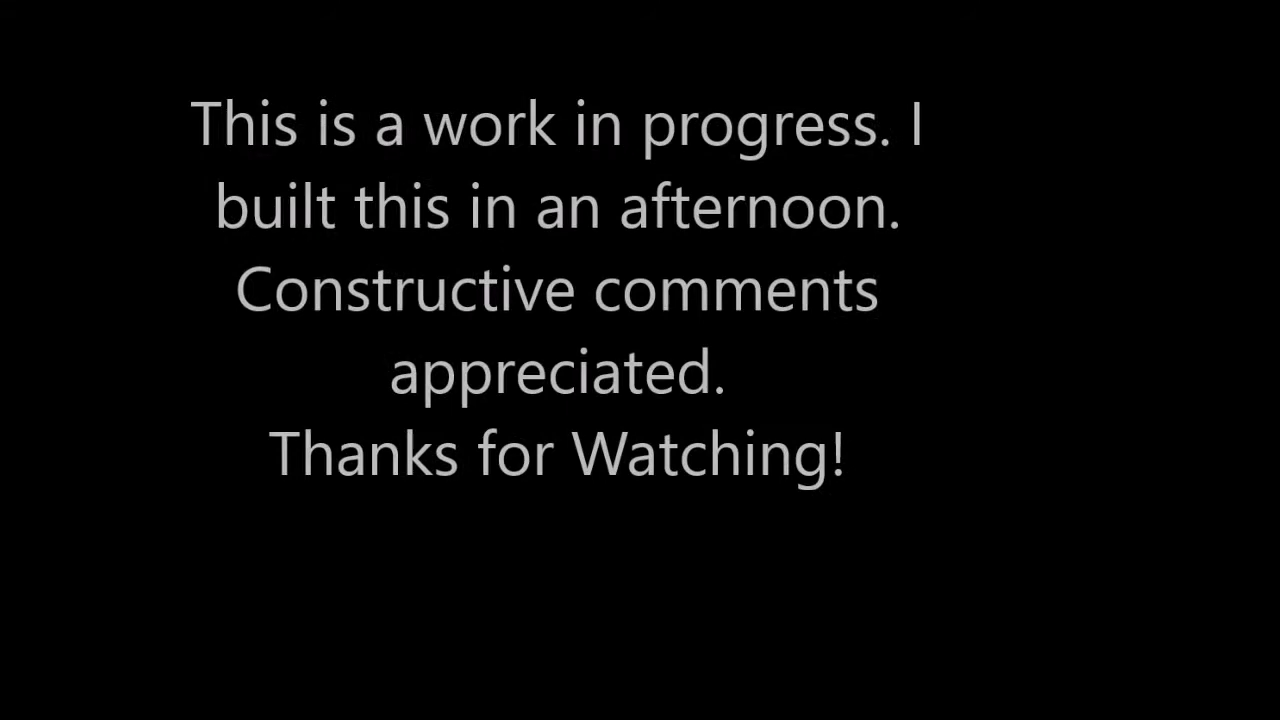 This is a work in progress. I
built this in an afternoon.
Constructive comments
appreciated.
Thanks for Watching!